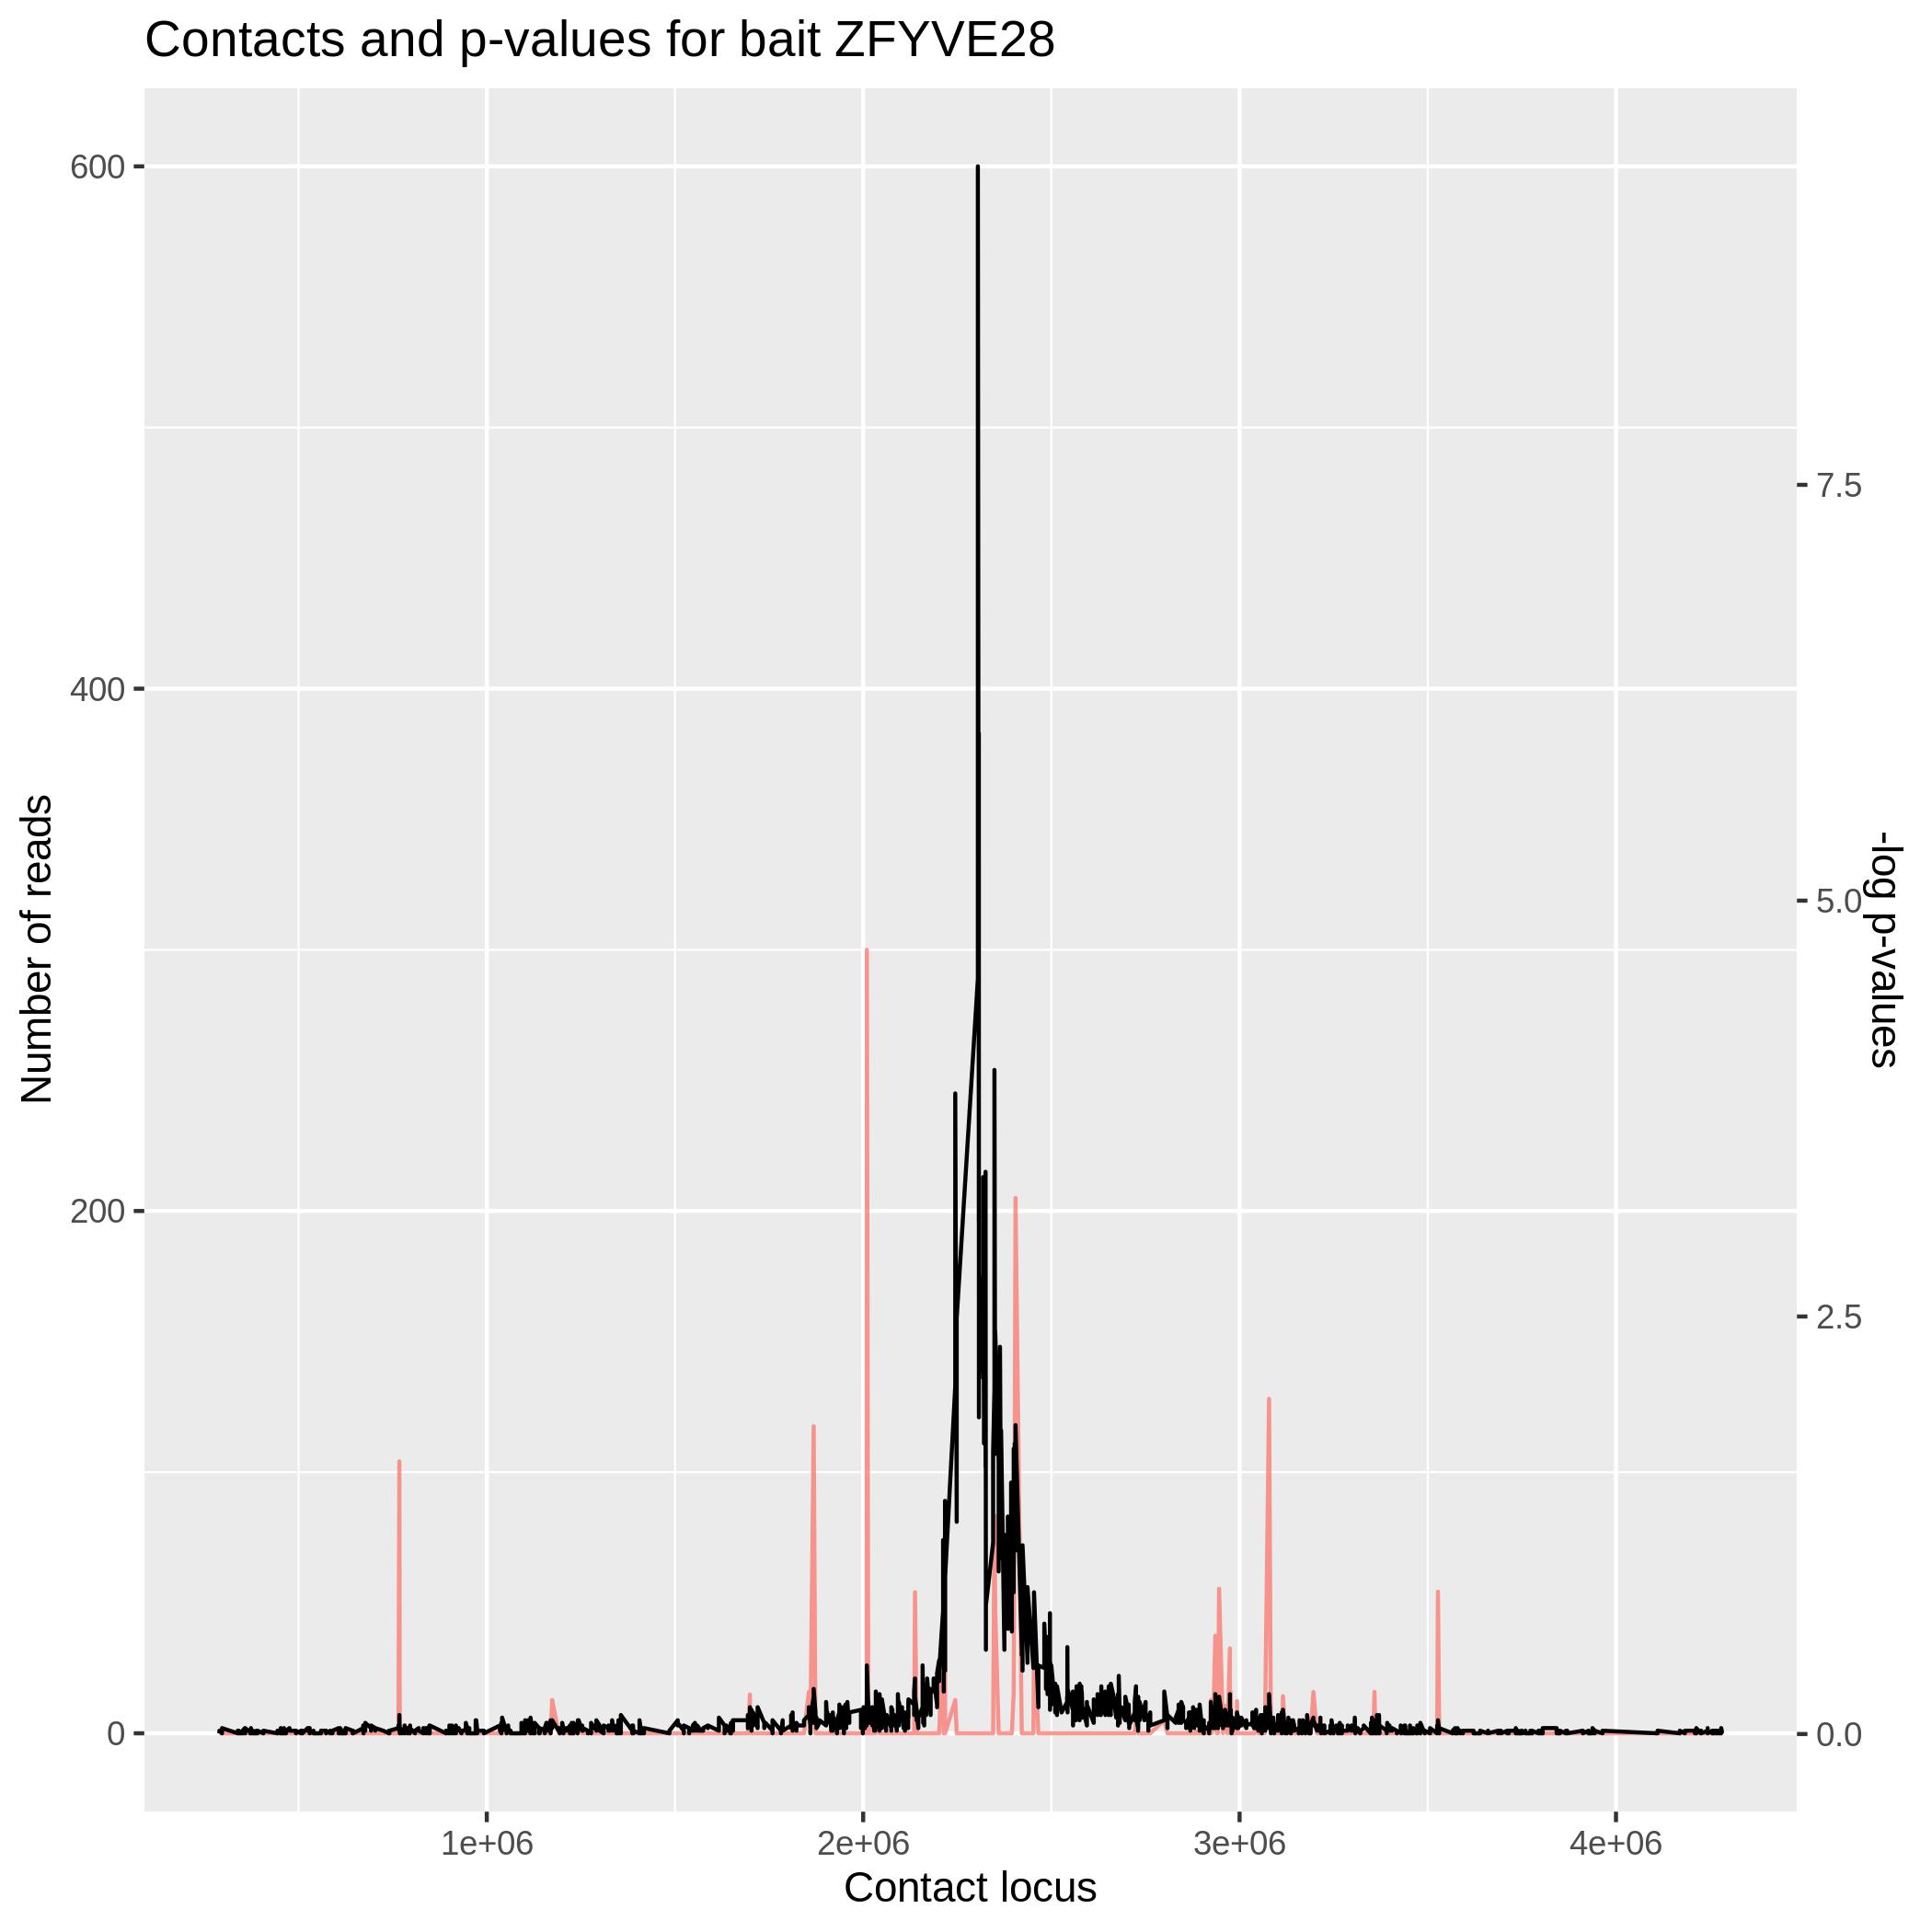 Contacts and p-values for bait ZFYVE28
600
400
200
0
Number of reads
7.5
5.0
2.5
0.0
-log p-values
1e+06
2e+06
3e+06
4e+06
Contact locus